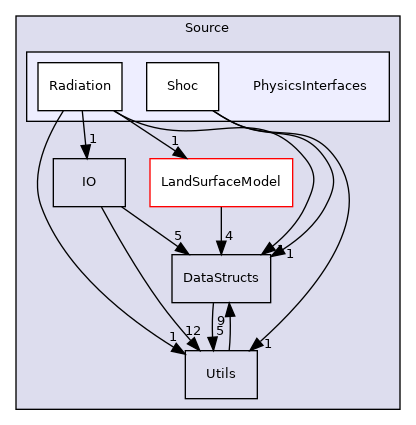 Source
Radiation
Shoc
PhysicsInterfaces
1
1
IO
LandSurfaceModel
5
4
1
DataStructs
9
12
5
1
1
Utils